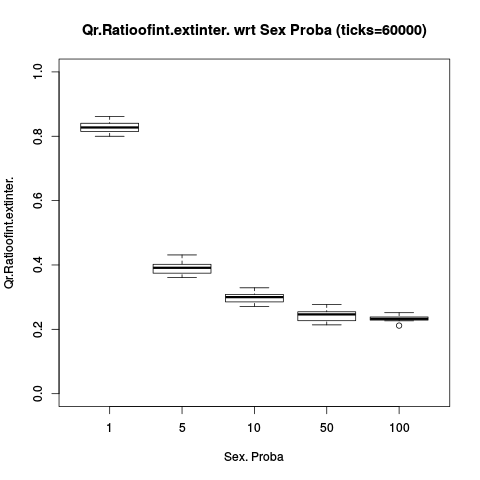 Qr.Ratioofint.extinter. wrt Sex Proba (ticks=60000)
Qr.Ratioofint.extinter.
1.0
0.8
0.6
0.4
0.2
0.0
1 5 10 50 100
Sex. Proba